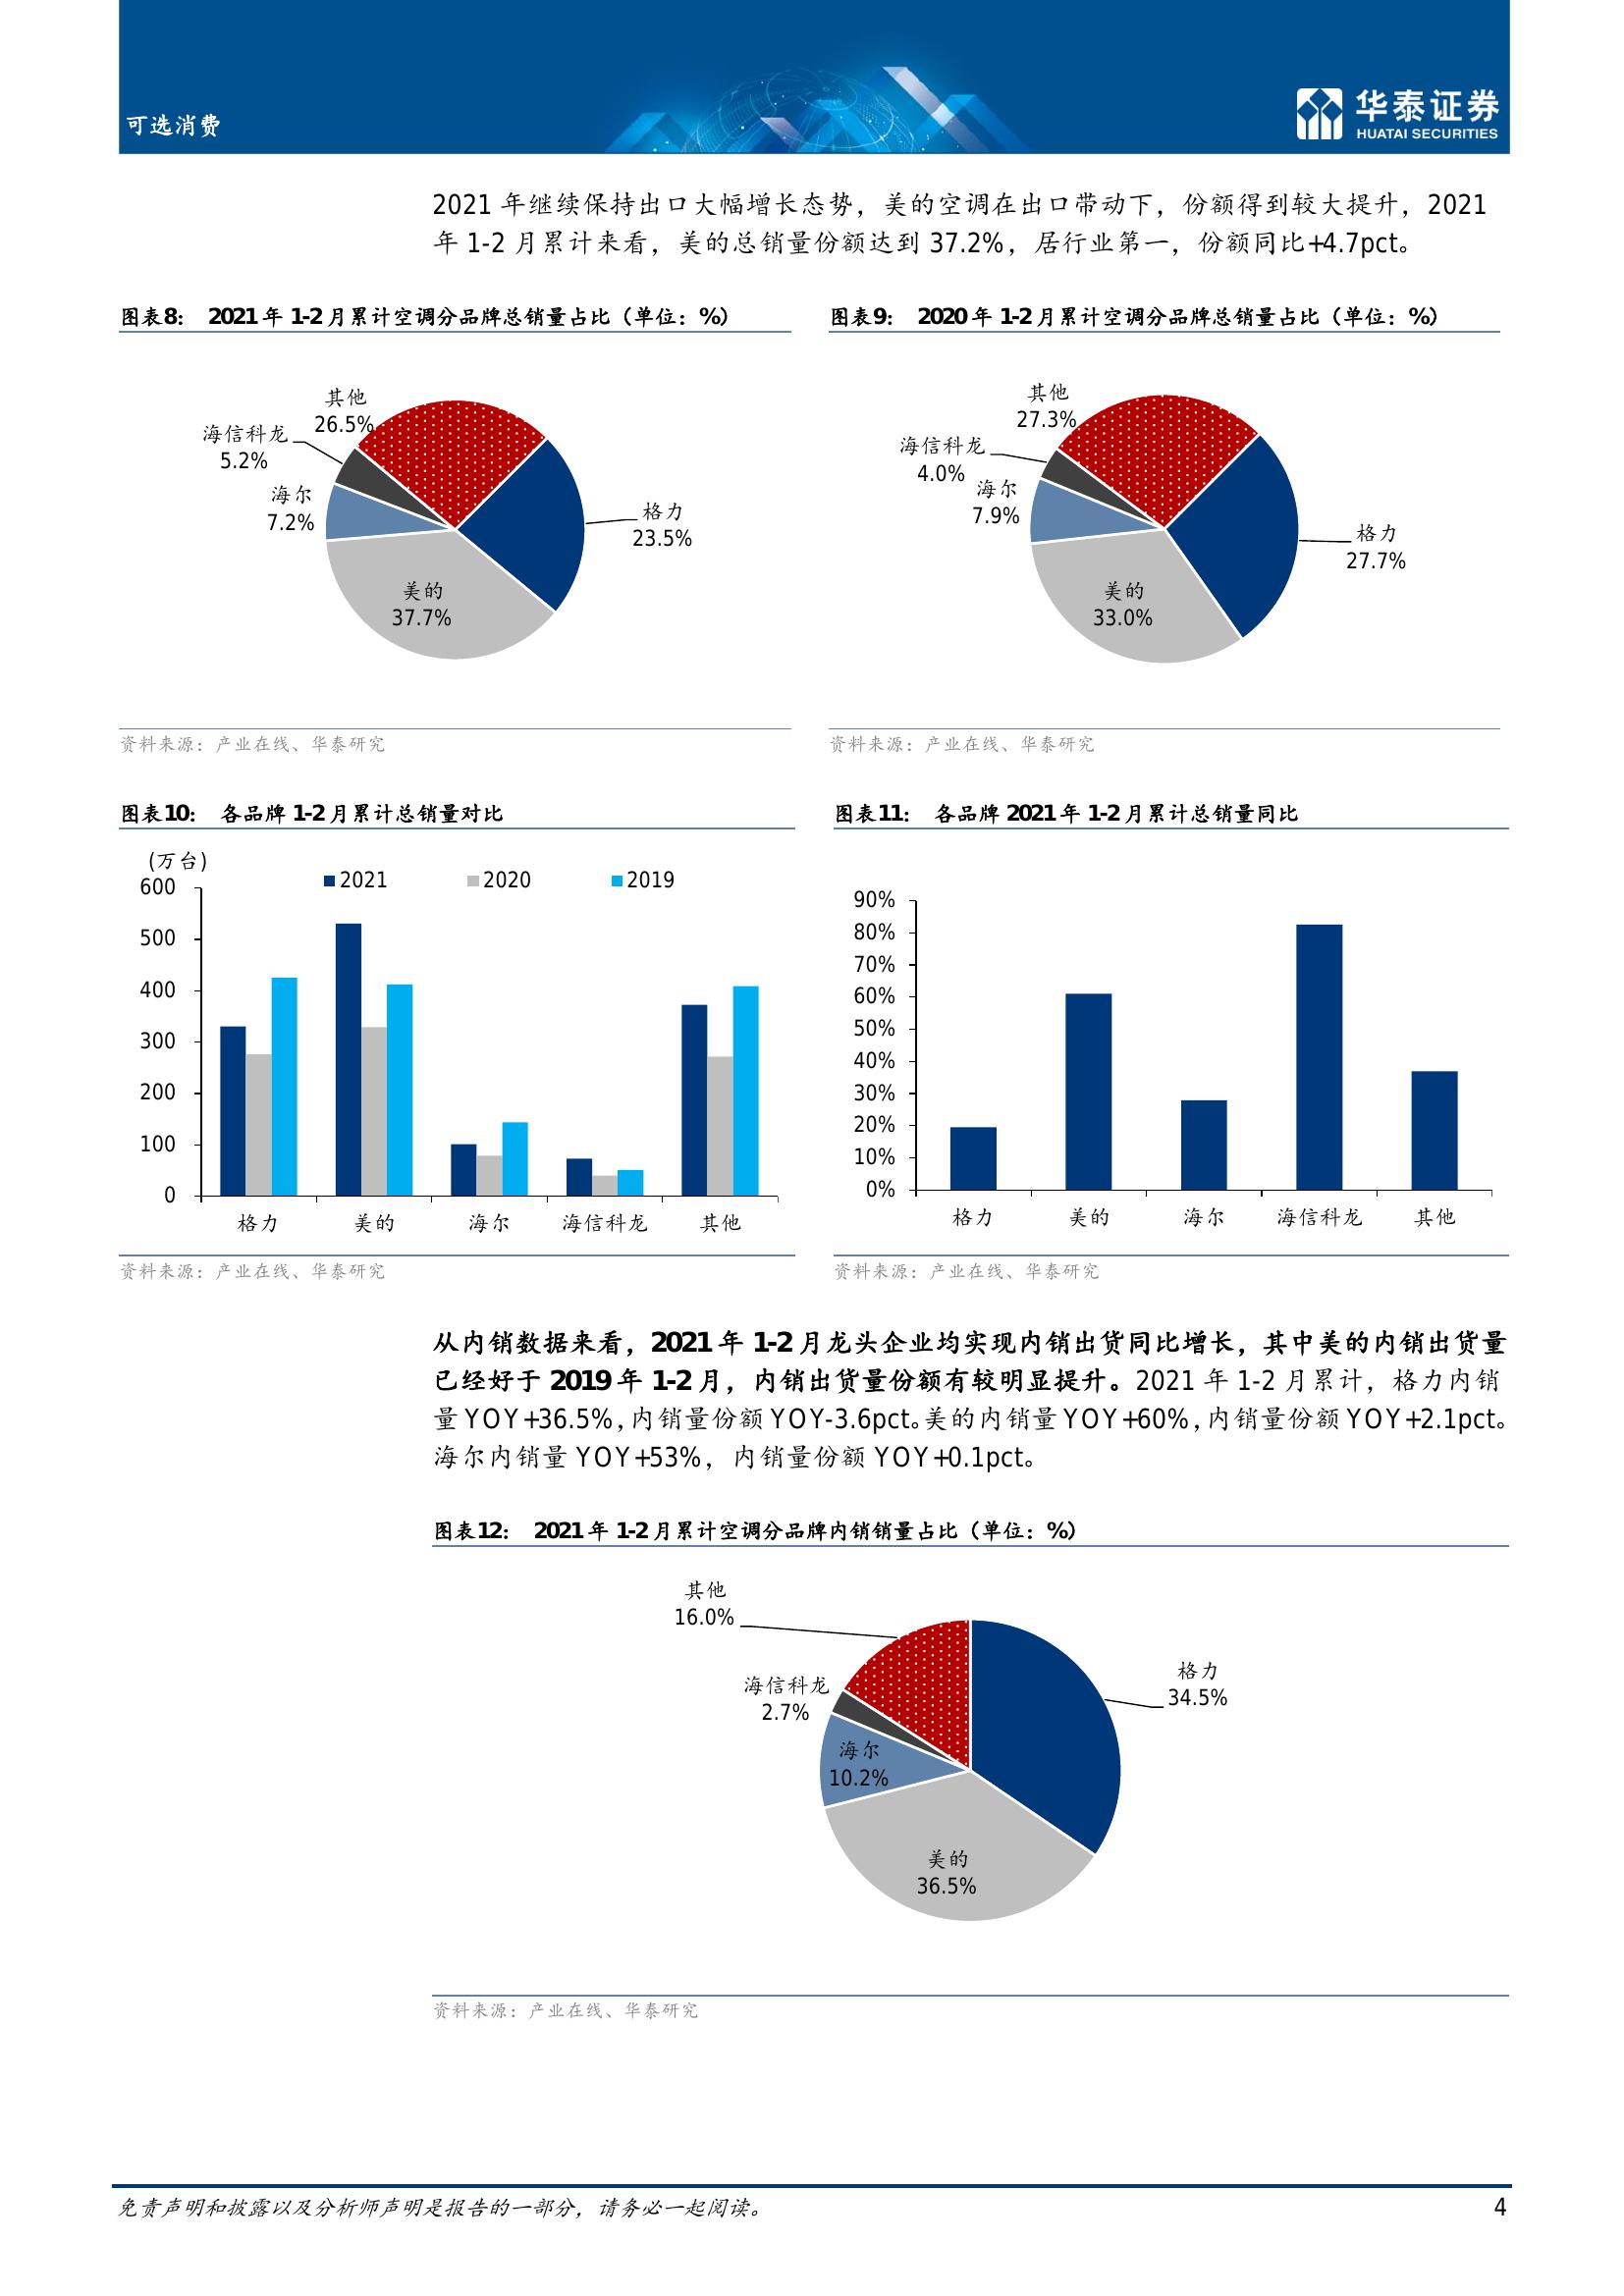 可选消费
华泰证券
HUATAI SECURITIES
2021 年继续保持出口大幅增长态势，美的空调在出口带动下，份额得到较大提升，2021
年 1-2 月累计来看，美的总销量份额达到 37.2%，居行业第一，份额同比+4.7pct。
图表8： 2021 年 1-2 月累计空调分品牌总销量占比（单位：%）
其他
26.5%
海信科龙
5.2%
海尔
7.2%
格力
23.5%
美的
37.7%
资料来源：产业在线、华泰研究
图表9： 2020 年 1-2 月累计空调分品牌总销量占比（单位：%）
其他
27.3%
海信科龙
4.0%
海尔
7.9%
格力
27.7%
美的
33.0%
资料来源：产业在线、华泰研究
图表10： 各品牌 1-2 月累计总销量对比
(万台)
2021 2020 2019
600
500
400
300
200
100
0
格力 美的 海尔 海信科龙 其他
资料来源：产业在线、华泰研究
图表11： 各品牌 2021 年 1-2 月累计总销量同比
90%
80%
70%
60%
50%
40%
30%
20%
10%
0%
格力 美的 海尔 海信科龙 其他
资料来源：产业在线、华泰研究
从内销数据来看，2021 年 1-2 月龙头企业均实现内销出货同比增长，其中美的内销出货量
已经好于 2019 年 1-2 月，内销出货量份额有较明显提升。2021 年 1-2 月累计，格力内销
量 YOY+36.5%，内销量份额 YOY-3.6pct。美的内销量 YOY+60%，内销量份额 YOY+2.1pct。
海尔内销量 YOY+53%，内销量份额 YOY+0.1pct。
图表12： 2021 年 1-2 月累计空调分品牌内销销量占比（单位：%）
其他
16.0%
格力
34.5%
海信科龙
2.7%
海尔
10.2%
美的
36.5%
资料来源：产业在线、华泰研究
免责声明和披露以及分析师声明是报告的一部分，请务必一起阅读。 4